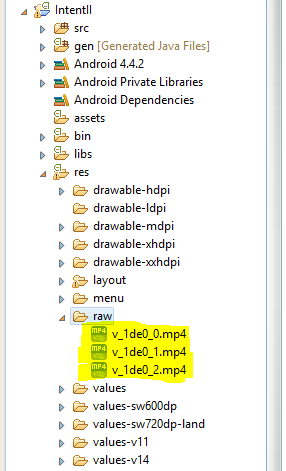 IntentII
src
gen [Generated Java Files]
Android 4.4.2
Android Private Libraries
Android Dependencies
assets
bin
libs
res
drawable-hdpi
drawable-ldpi
drawable-mdpi
drawable-xhdpi
drawable-xxhdpi
layout
menu
raw
MP4 v_1de0_0.mp4
MP4 v_1de0_1.mp4
MP4 v_1de0_2.mp4
values
values-sw600dp
values-sw720dp-land
values-v11
values-v14